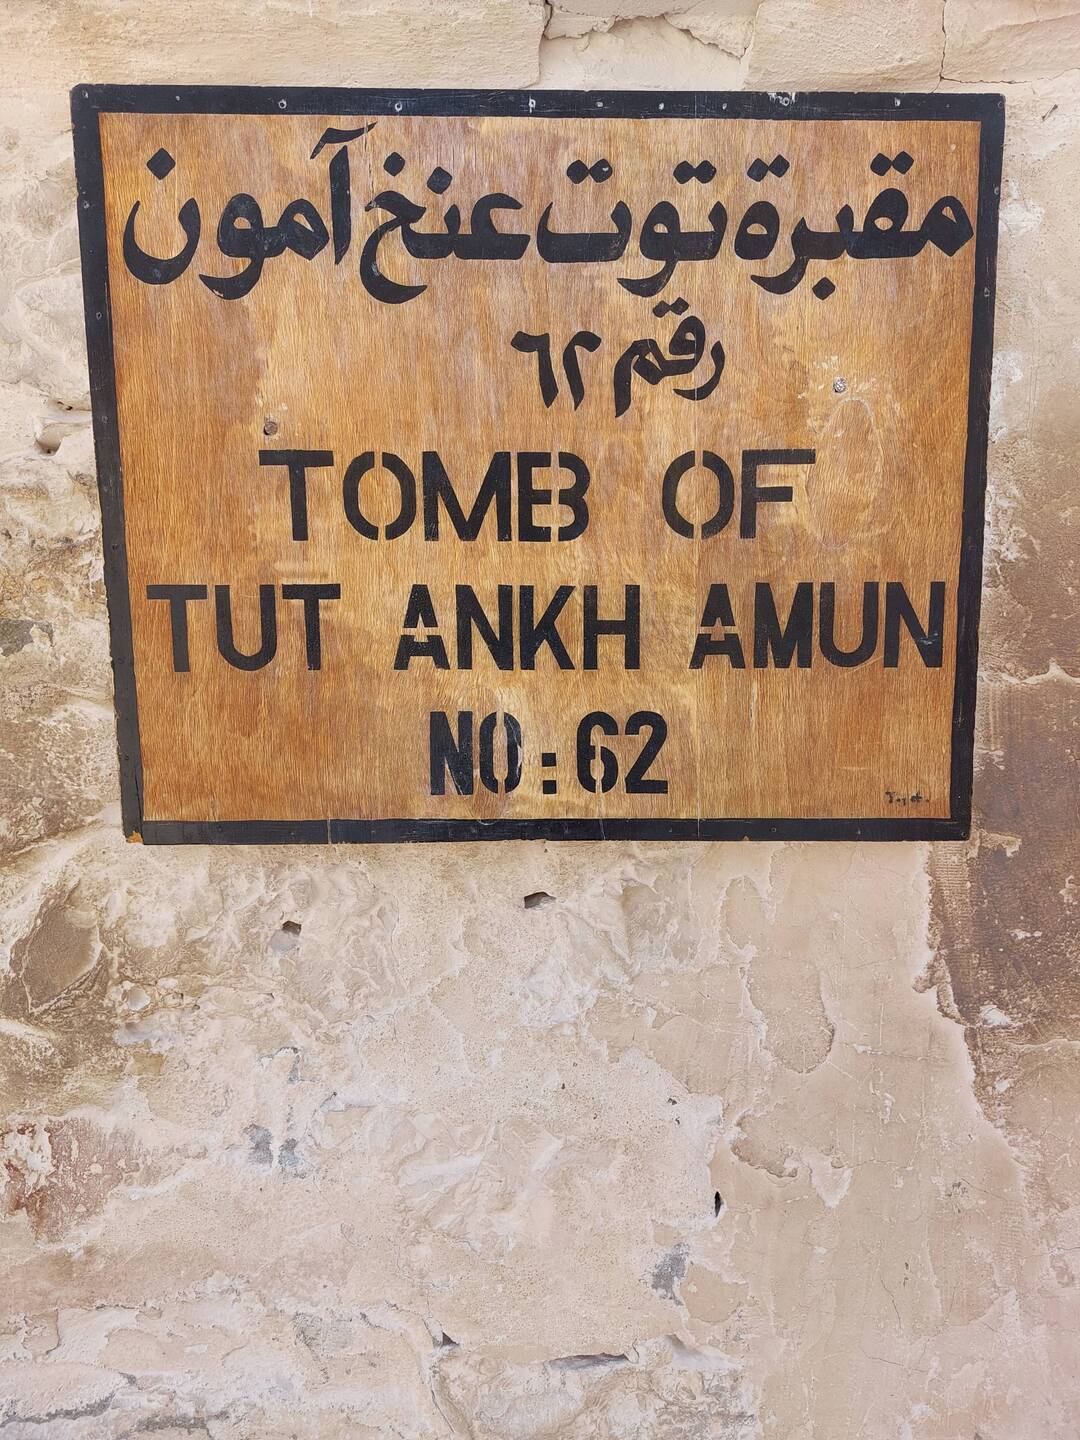 مقبرة توت عنخ آمون
رقم ٦٢
TOMB OF
TUT ANKH AMUN
NO: 62